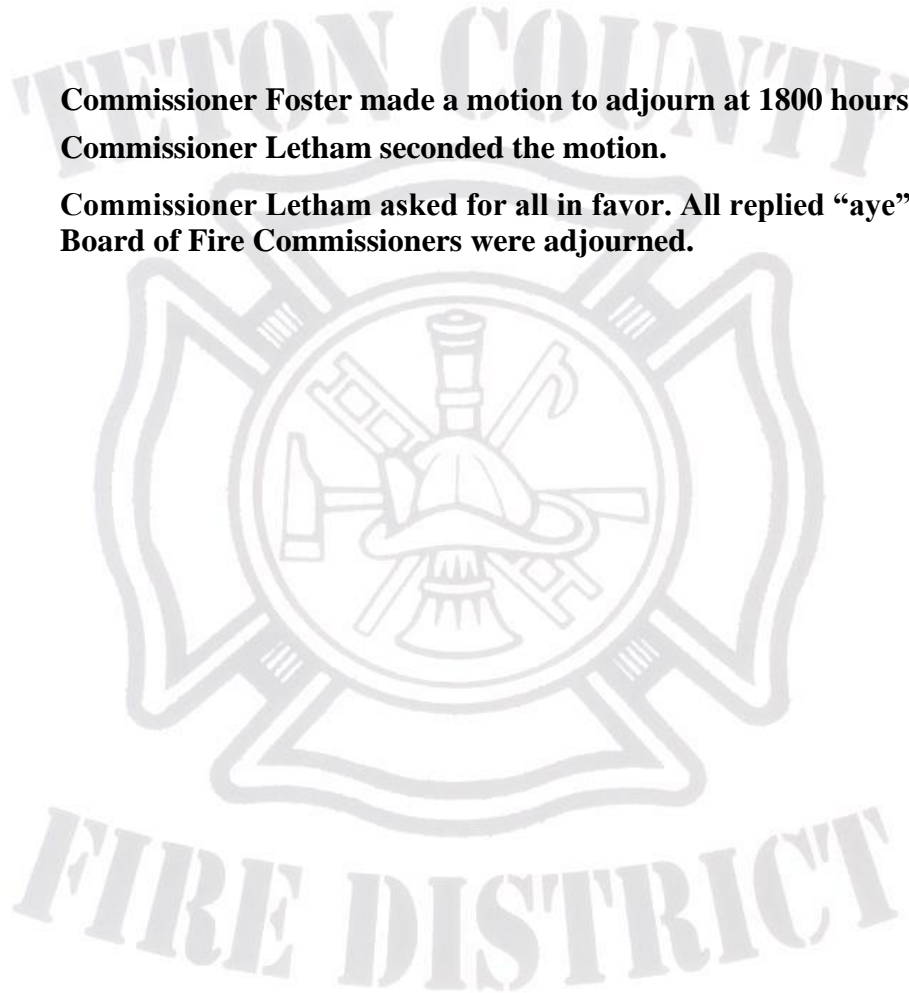 TETON COUNTY
Commissioner Foster made a motion to adjourn at 1800 hours
Commissioner Letham seconded the motion.
Commissioner Letham asked for all in favor. All replied “aye”
Board of Fire Commissioners were adjourned.
FIRE DISTRICT